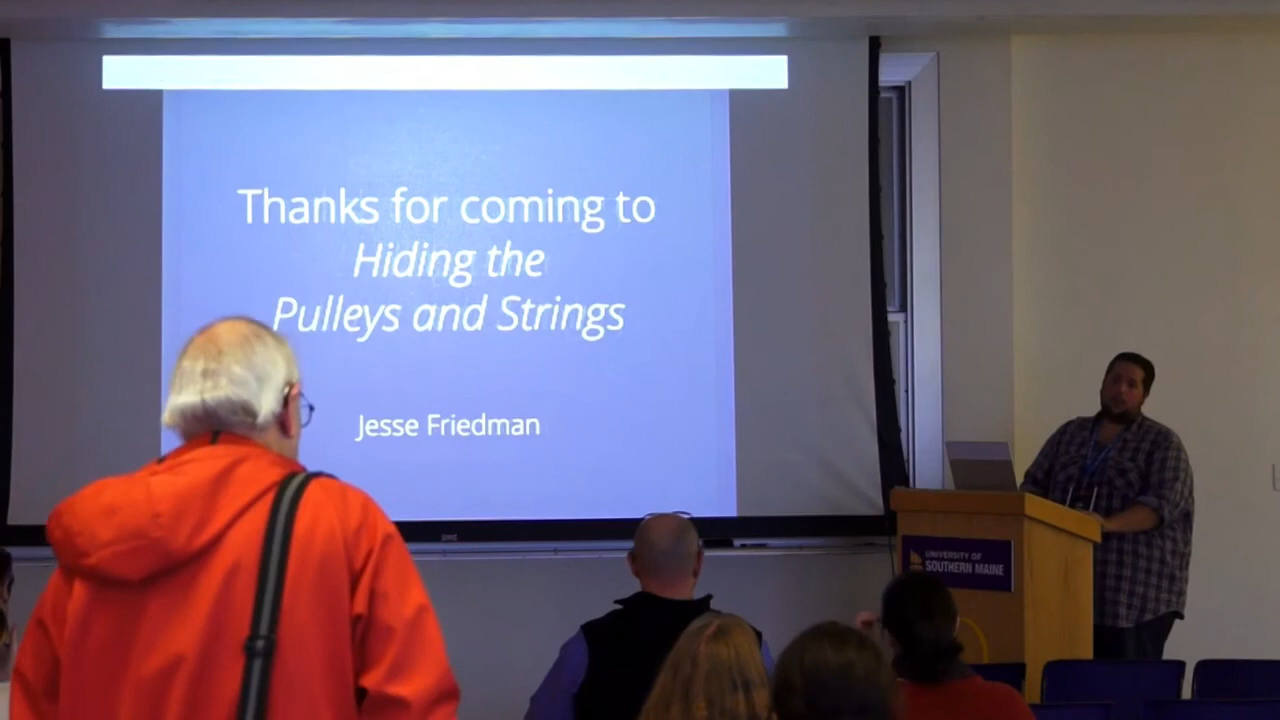 Thanks for coming to
Hiding the
Pulleys and Strings
Jesse Friedman
UNIVERSITY OF
SOUTHERN MAINE